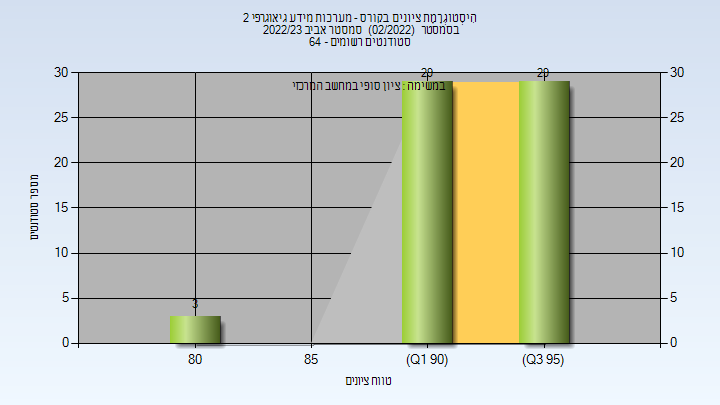 היסטוגרמת ציונים בקורס - מערכות מידע גיאוגרפי 2
בסמסטר (02/2022) סמסטר אביב 2022/23
סטודנטים רשומים - 64
במשימה : ציון סופי במחשב המרכזי
מספר סטודנטים
30
25
20
15
10
5
0
30
25
20
15
10
5
0
3
29
29
80
85
(Q1 90)
(Q3 95)
טווח ציונים